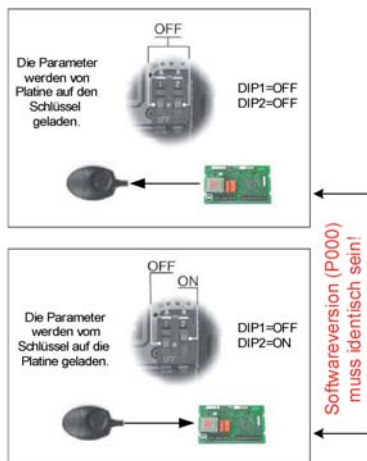 OFF
Die Parameter
werden von
Platine auf den
Schlüssel
geladen.
DIP1=OFF
DIP2=OFF
OFF
ON
Die Parameter
werden vom
Schlüssel auf die
Platine geladen.
DIP1=OFF
DIP2=ON
Softwareversion (P000)
muss identisch sein!